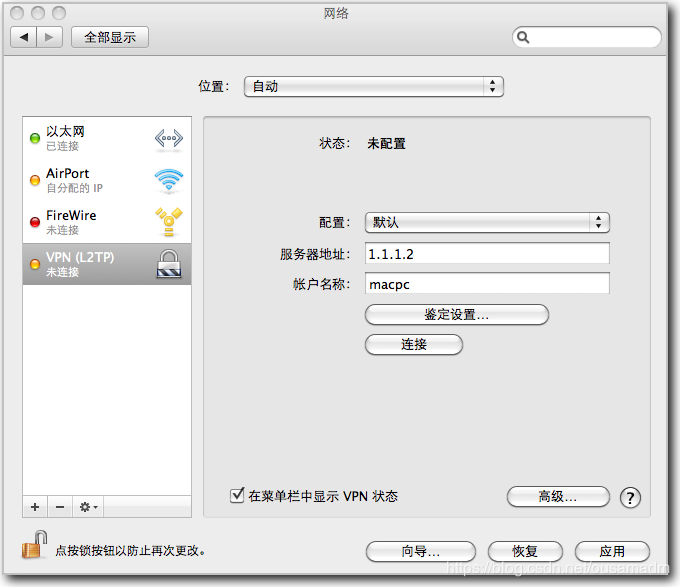 网络
全部显示
位置： 自动
以太网
已连接
AirPort
自分配的 IP
FireWire
未连接
VPN (L2TP)
未连接
状态： 未配置
配置： 默认
服务器地址： 1.1.1.2
帐户名称： macpc
鉴定设置...
连接
在菜单栏中显示 VPN 状态
高级...
?
点按锁按钮以防止再次更改。
向导...
恢复
应用
https://blog.csdn.net/ousamadm